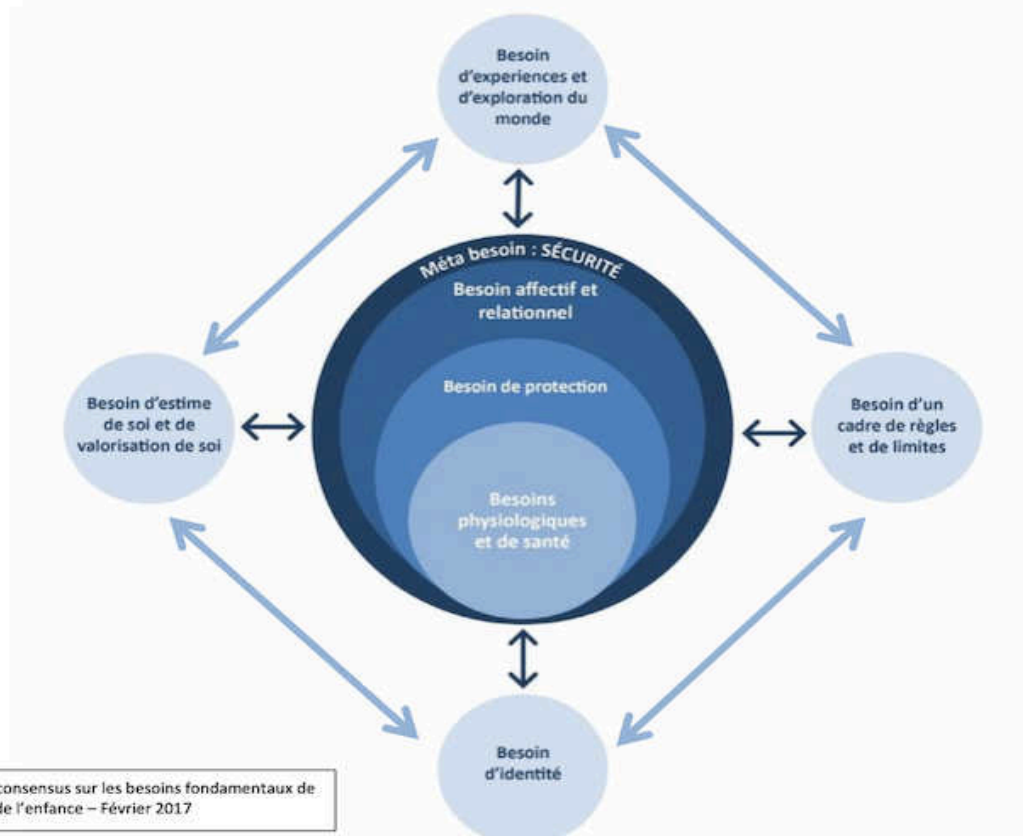 Besoin
d'experiences et
d'exploration du
monde
Méta besoin : SÉCURITÉ
Besoin affectif et
relationnel
Besoin de protection
Besoins
physiologiques
et de santé
Besoin d'estime
de soi et de
valorisation de soi
Besoin d'un
cadre de règles
et de limites
Besoin
d'identité
consensus sur les besoins fondamentaux de
de l'enfance – Février 2017